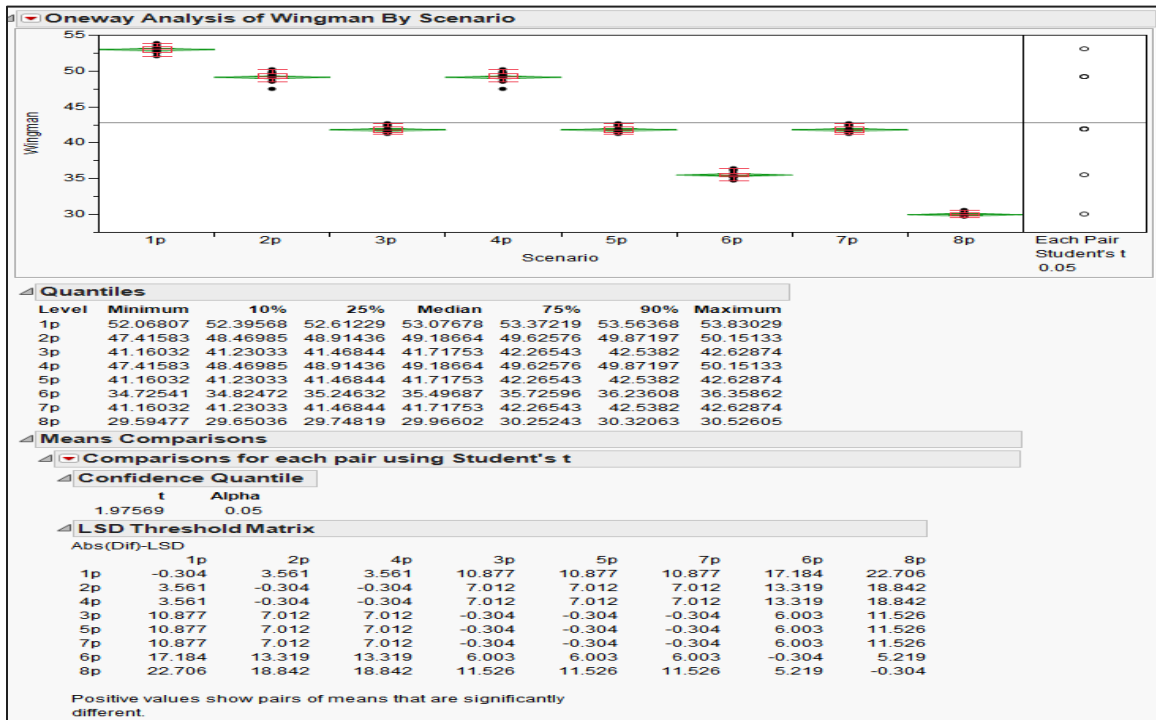 Oneway Analysis of Wingman By Scenario
55
50
45
40
35
30
Wingman
1p 2p 3p 4p 5p 6p 7p 8p
Scenario
Each Pair
Student's t
0.05
Quantiles
Level Minimum 10% 25% Median 75% 90% Maximum
1p 52.06807 52.39568 52.61229 53.07678 53.37219 53.56368 53.83029
2p 47.41583 48.46985 48.91436 49.18664 49.62576 49.87197 50.15133
3p 41.16032 41.23033 41.46844 41.71753 42.26543 42.5382 42.62874
4p 47.41583 48.46985 48.91436 49.18664 49.62576 49.87197 50.15133
5p 41.16032 41.23033 41.46844 41.71753 42.26543 42.5382 42.62874
6p 34.72541 34.82472 35.24632 35.49687 35.72596 36.23608 36.35862
7p 41.16032 41.23033 41.46844 41.71753 42.26543 42.5382 42.62874
8p 29.59477 29.65036 29.74819 29.96602 30.25243 30.32063 30.52605
Means Comparisons
Comparisons for each pair using Student's t
Confidence Quantile
t Alpha
1.97569 0.05
LSD Threshold Matrix
Abs(Dif)-LSD
1p 2p 4p 3p 5p 7p 6p 8p
1p -0.304 3.561 3.561 10.877 10.877 10.877 17.184 22.706
2p 3.561 -0.304 -0.304 7.012 7.012 7.012 13.319 18.842
4p 3.561 -0.304 -0.304 7.012 7.012 7.012 13.319 18.842
3p 10.877 7.012 7.012 -0.304 -0.304 -0.304 6.003 11.526
5p 10.877 7.012 7.012 -0.304 -0.304 -0.304 6.003 11.526
7p 10.877 7.012 7.012 -0.304 -0.304 -0.304 6.003 11.526
6p 17.184 13.319 13.319 6.003 6.003 6.003 -0.304 5.219
8p 22.706 18.842 18.842 11.526 11.526 11.526 5.219 -0.304
Positive values show pairs of means that are significantly
different.